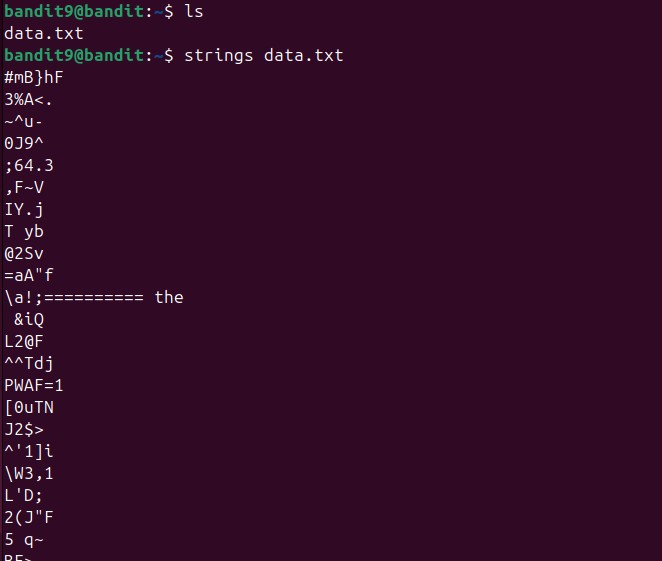 bandit9@bandit:~$ ls
data.txt
bandit9@bandit:~$ strings data.txt
#mB}hF
3%A<.
~^u-
0J9^
;64.3
,F~V
IY.j
T yb
@2Sv
=aA"f
\a!;========== the
 &iQ
L2@F
^^Tdj
PWAF=1
[0uTN
J2$>
^'1]i
\W3,1
L'D;
2(J"F
5 q~